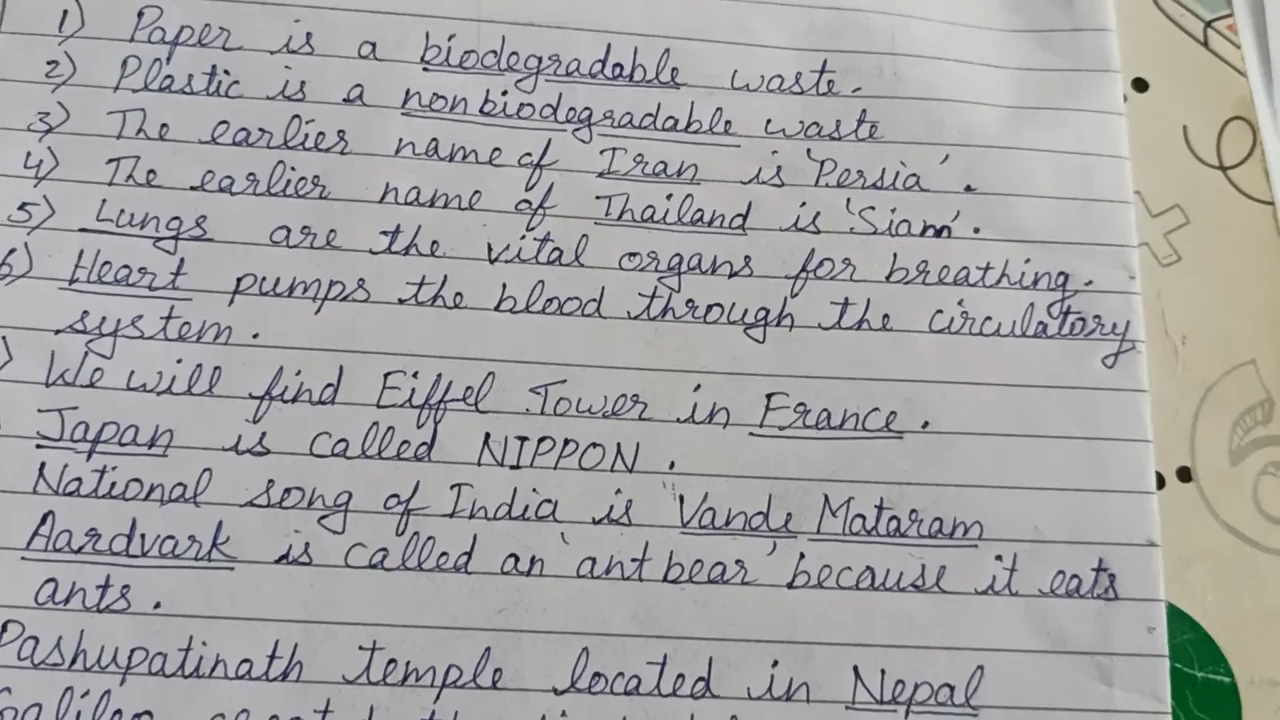 1) Paper is a biodegradable waste.
2) Plastic is a nonbiodegradable waste
3) The earlier name of Iran is 'Persia'.
4) The earlier name of Thailand is 'Siam'.
5) Lungs are the vital organs for breathing.
6) Heart pumps the blood through the circulatory
system.
) We will find Eiffel Tower in France.
Japan is called NIPPON.
National song of India is "Vande Mataram
Aardvark is called an 'ant bear' because it eats
ants.
Pashupatinath temple located in Nepal